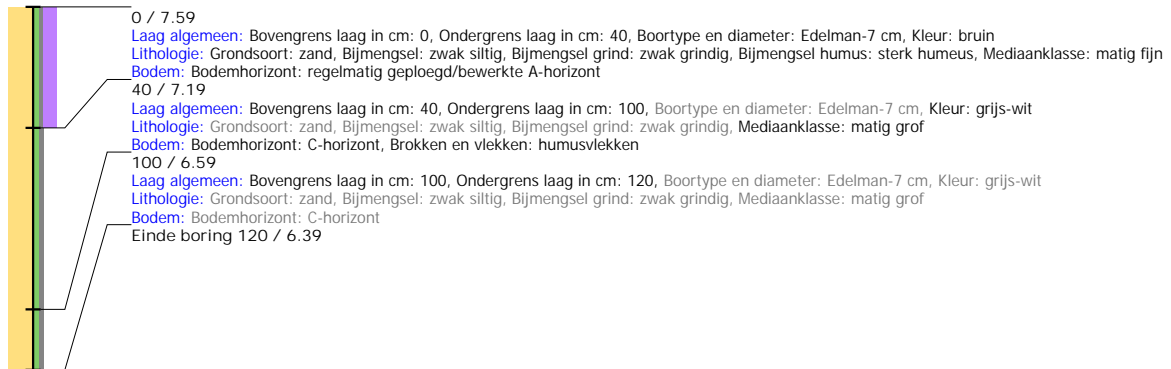 0 / 7.59
Laag algemeen: Bovengrens laag in cm: 0, Ondergrens laag in cm: 40, Boortype en diameter: Edelman-7 cm, Kleur: bruin
Lithologie: Grondsoort: zand, Bijmengsel: zwak siltig, Bijmengsel grind: zwak grindig, Bijmengsel humus: sterk humeus, Mediaanklasse: matig fijn
Bodem: Bodemhorizont: regelmatig geploegd/bewerkte A-horizont
40 / 7.19
Laag algemeen: Bovengrens laag in cm: 40, Ondergrens laag in cm: 100, Boortype en diameter: Edelman-7 cm, Kleur: grijs-wit
Lithologie: Grondsoort: zand, Bijmengsel: zwak siltig, Bijmengsel grind: zwak grindig, Mediaanklasse: matig grof
Bodem: Bodemhorizont: C-horizont, Brokken en vlekken: humusvlekken
100 / 6.59
Laag algemeen: Bovengrens laag in cm: 100, Ondergrens laag in cm: 120, Boortype en diameter: Edelman-7 cm, Kleur: grijs-wit
Lithologie: Grondsoort: zand, Bijmengsel: zwak siltig, Bijmengsel grind: zwak grindig, Mediaanklasse: matig grof
Bodem: Bodemhorizont: C-horizont
Einde boring 120 / 6.39